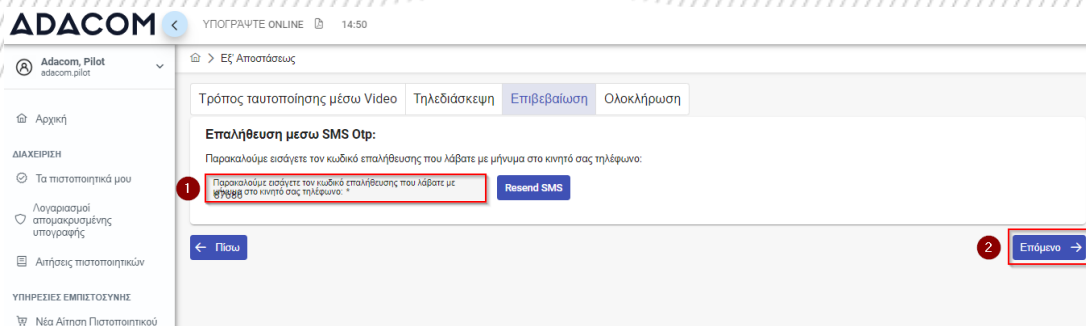 ADACOM
ΥΠΟΓΡΑΨΤΕ ONLINE 14:50
Adacom, Pilot
adacom.pilot
Εξ' Αποστάσεως
Τρόπος ταυτοποίησης μέσω Video Τηλεδιάσκεψη Επιβεβαίωση Ολοκλήρωση
Αρχική
Επαλήθευση μεσω SMS Otp:
ΔΙΑΧΕΙΡΙΣΗ
Παρακαλούμε εισάγετε τον κωδικό επαλήθευσης που λάβατε με μήνυμα στο κινητό σας τηλέφωνο:
Τα πιστοποιητικά μου
1 Παρακαλούμε εισάγετε τον κωδικό επαλήθευσης που λάβατε με
μήνυμα στο κινητό σας τηλέφωνο: *
Resend SMS
Λογαριασμοί
απομακρυσμένης
υπογραφής
Πίσω
2 Επόμενο
Αιτήσεις πιστοποιητικών
ΥΠΗΡΕΣΙΕΣ ΕΜΠΙΣΤΟΣΥΝΗΣ
Νέα Αίτηση Πιστοποιητικού